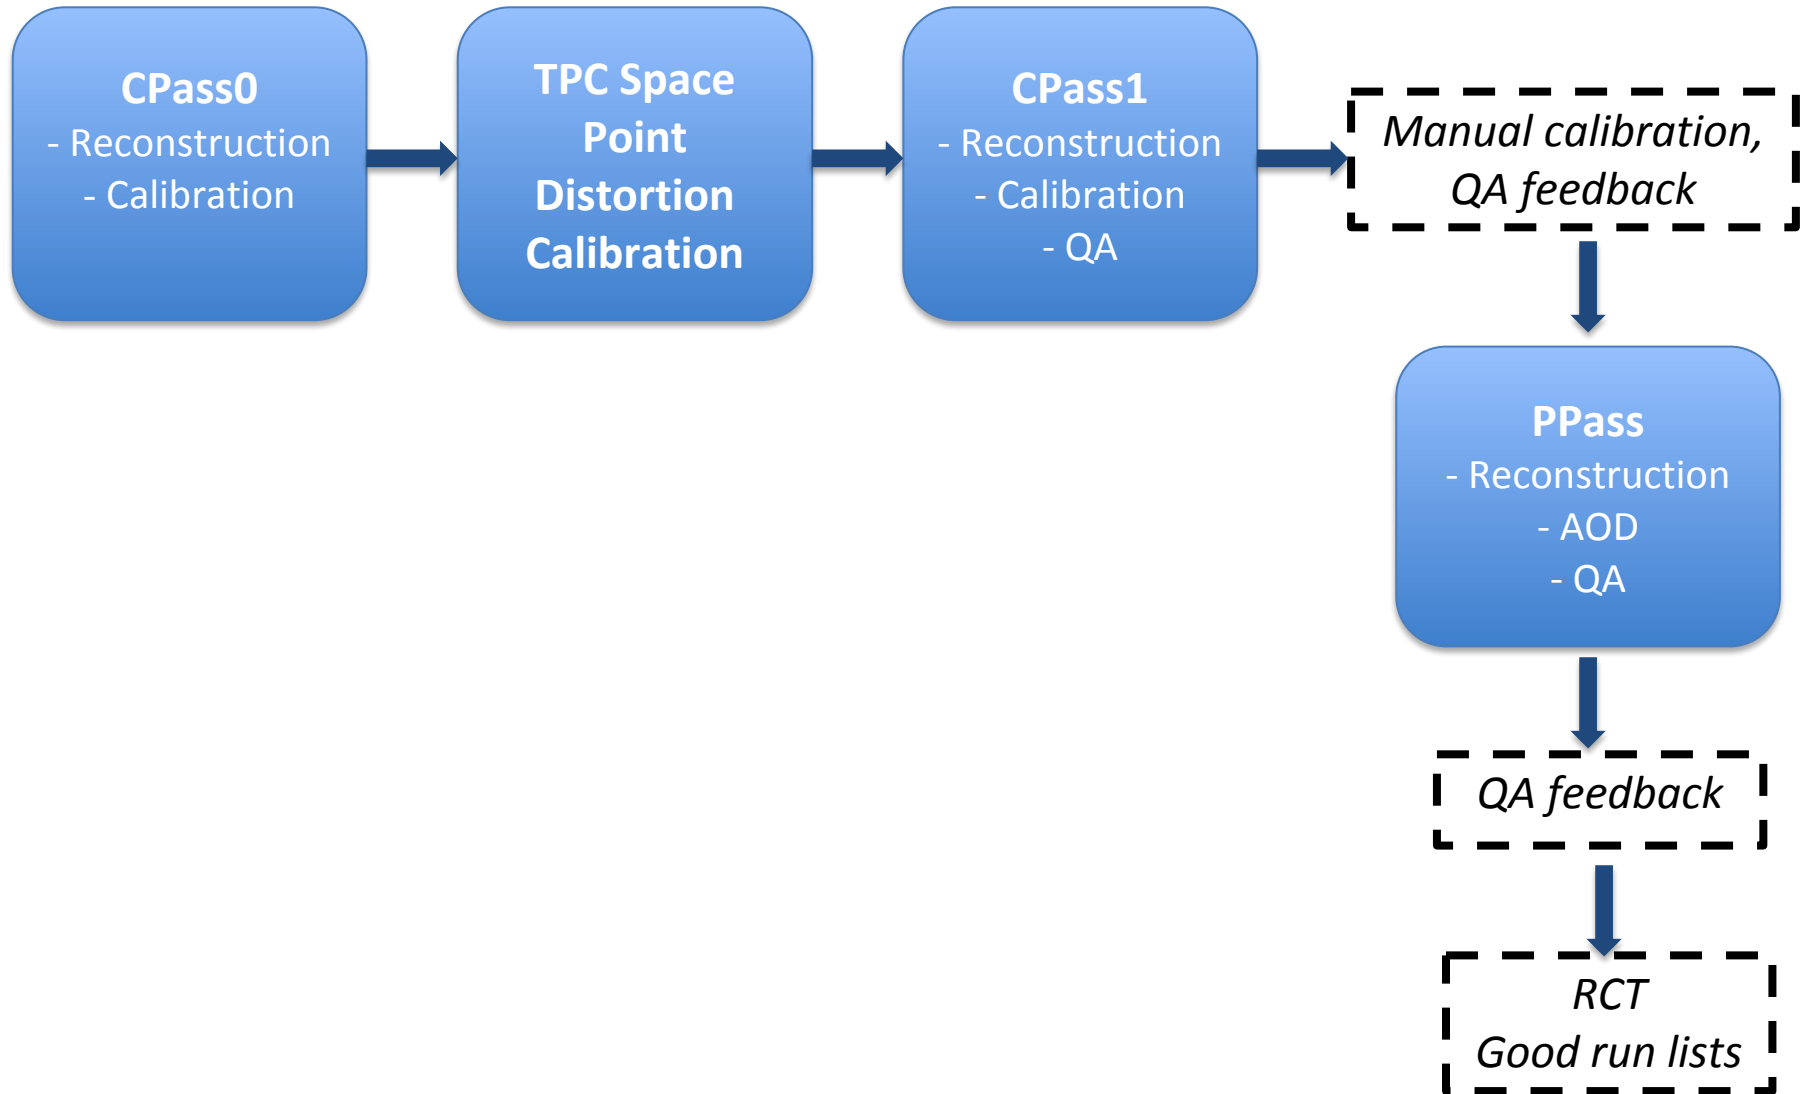 CPass0
- Reconstruction
- Calibration
TPC Space
Point
Distortion
Calibration
CPass1
- Reconstruction
- Calibration
- QA
Manual calibration,
QA feedback
PPass
- Reconstruction
- AOD
- QA
QA feedback
RCT
Good run lists